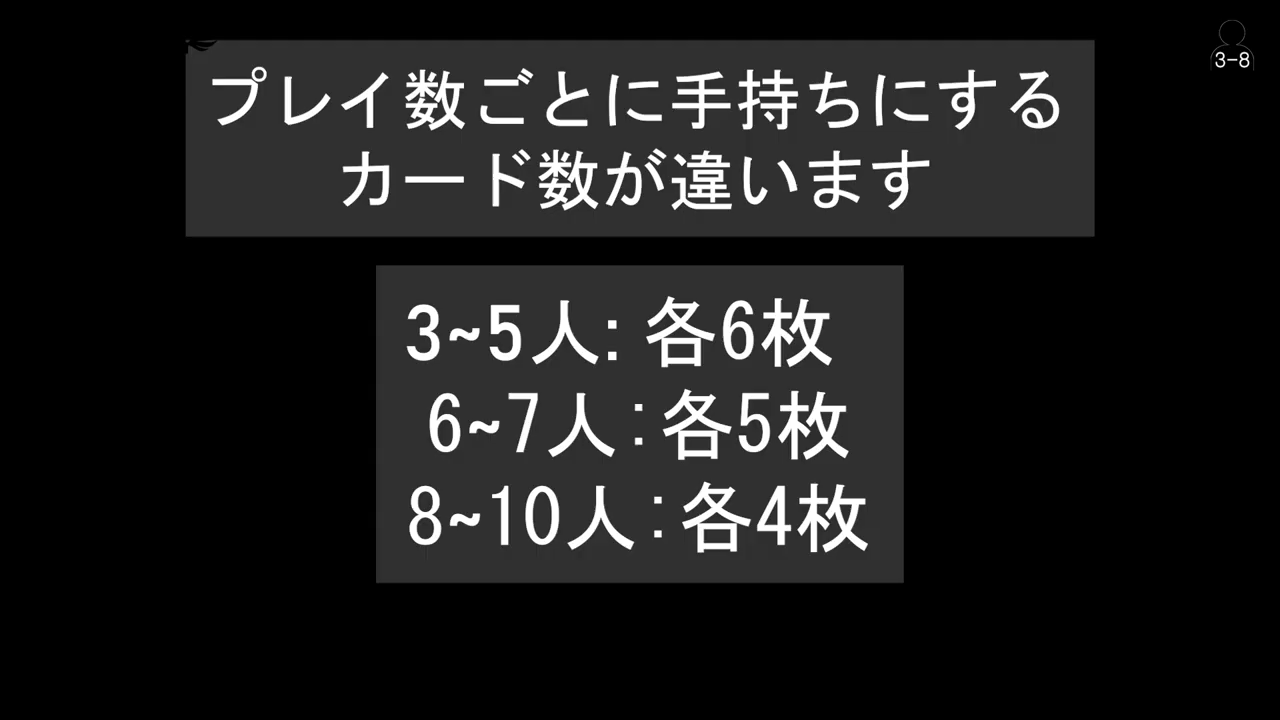 プレイ数ごとに手持ちにする
カード数が違います
3~5人: 各6枚
6~7人:各5枚
8~10人:各4枚
3-8